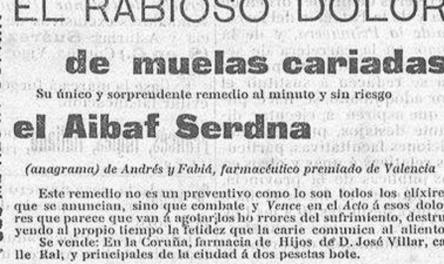 EL RABIOSO DOLOR
de muelas cariadas
Su único y sorprendente remedio al minuto y sin riesgo
el Aibaf Serdna
(anagrama) de Andrés y Fabiá, farmacéutico premiado de Valencia
Este remedio no es un preventivo como lo son todos los elixire
que se anuncian, sino que combate y Vence en el Acto á esos dolo
res que parece que van á agotar los ho rrores del sufrimiento, destru
yendo al propio tiempo la fetidez que la carie comunica al aliento
Se vende: En la Coruña, farmacia de Hijos de D. José Villar, ca
lle Ral, y principales de la ciudad á dos pesetas bote.